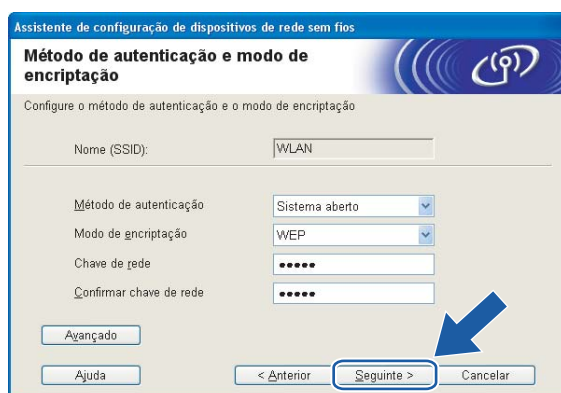 Assistente de configuração de dispositivos de rede sem fios
Método de autenticação e modo de
encriptação
Configure o método de autenticação e o modo de encriptação
Nome (SSID): WLAN
Método de autenticação Sistema aberto
Modo de encriptação WEP
Chave de rede •••••
Confirmar chave de rede •••••
Avançado
Ajuda < Anterior Seguinte > Cancelar